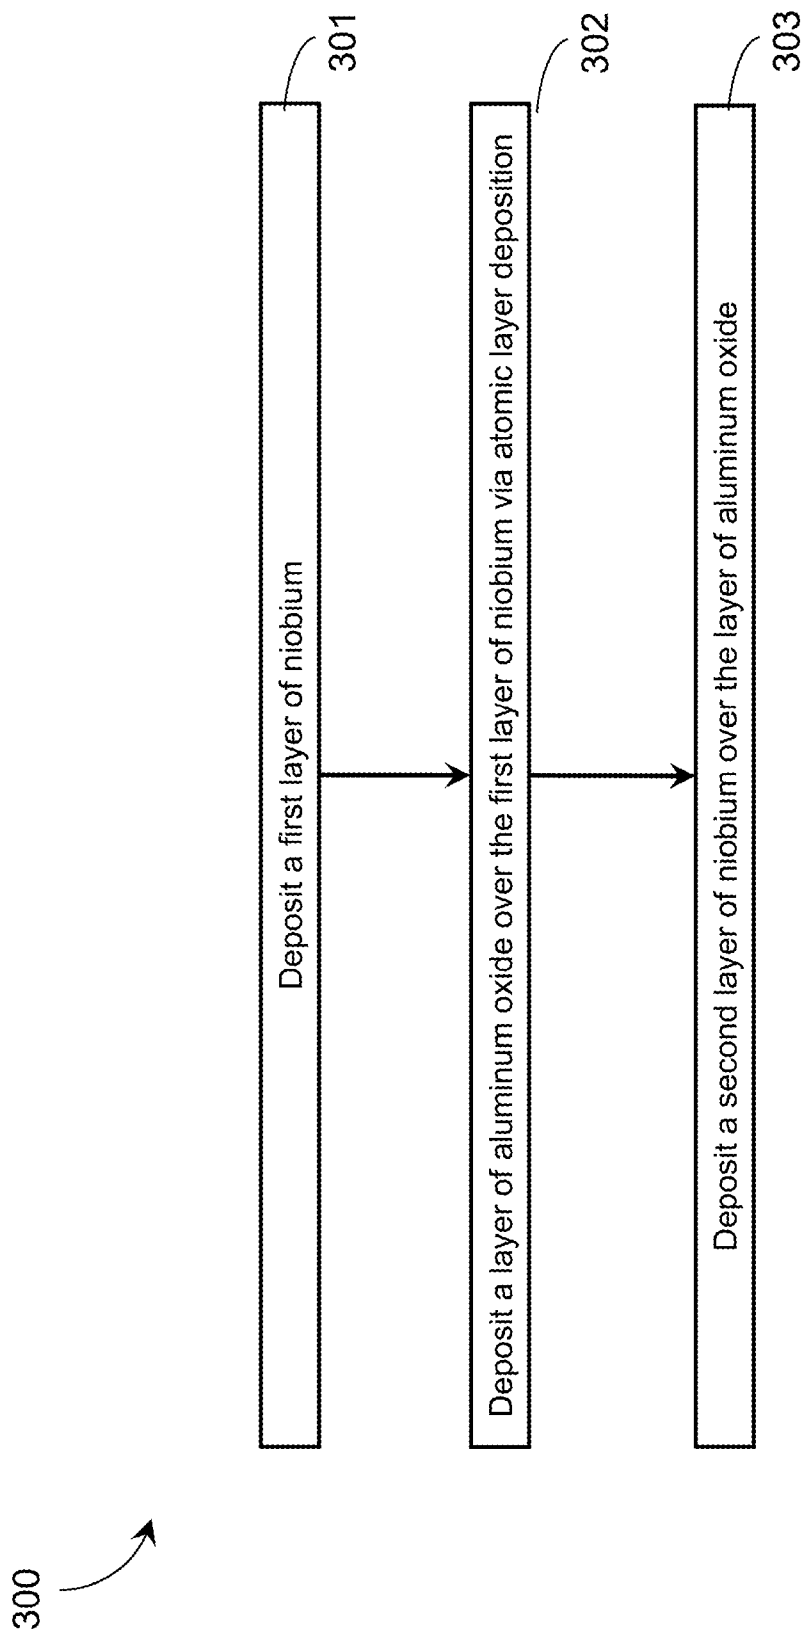 300
301
Deposit a first layer of niobium
302
Deposit a layer of aluminum oxide over the first layer of niobium via atomic layer deposition
303
Deposit a second layer of niobium over the layer of aluminum oxide